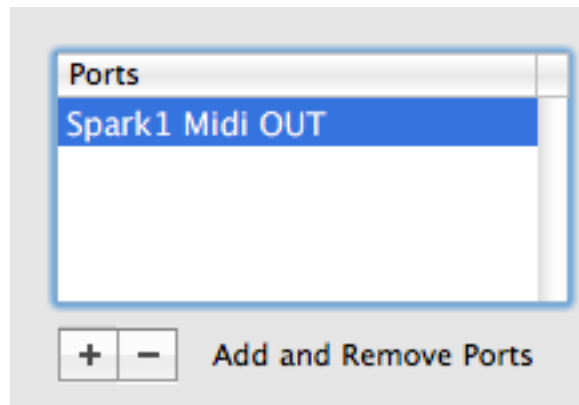 Ports
Spark1 Midi OUT
+ − Add and Remove Ports